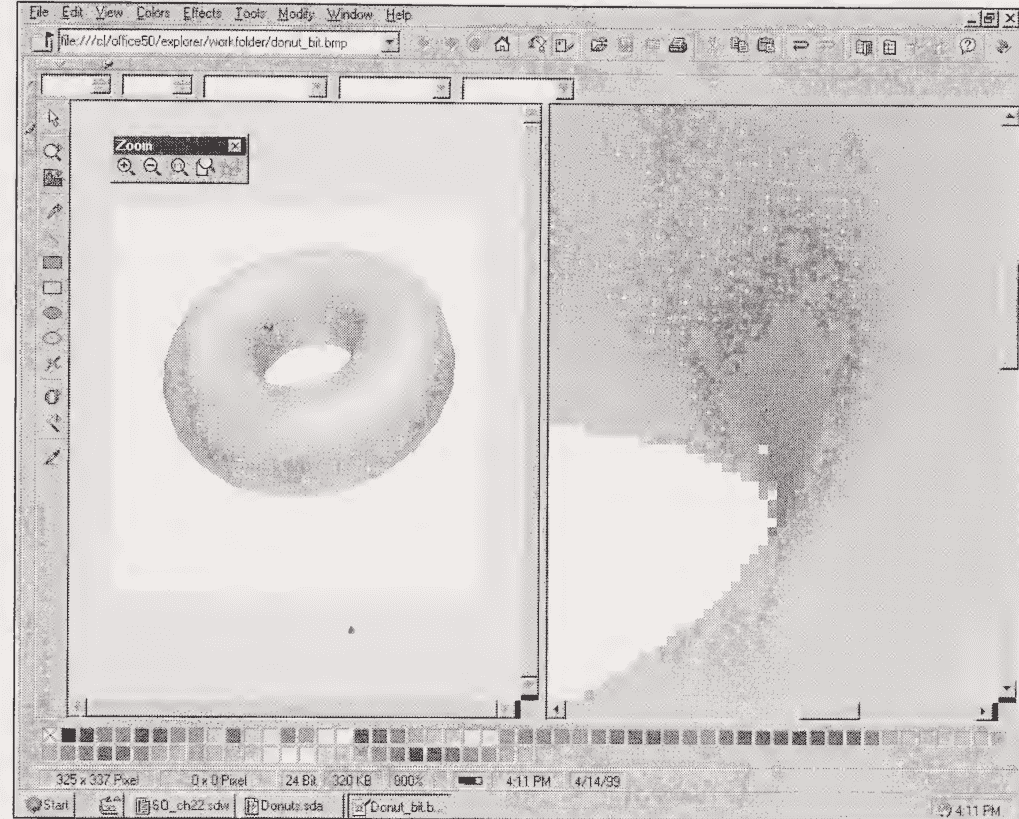 File Edit View Colors Effects Tools Modify Window Help
file:///c|/office50/explorer/workfolder/donut_bit.bmp
Zoom
325 x 337 Pixel 0 x 0 Pixel 24 Bit 320 KB 800% 4:11 PM 4/14/99
Start SO_ch22.sdw Donuts.sda Donut_bit.b... 4:11 PM